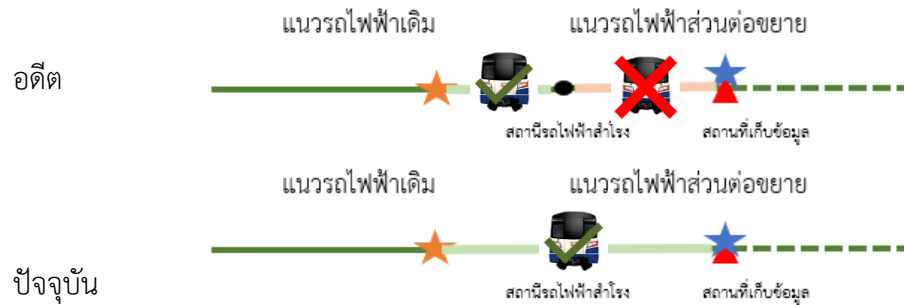 แนวรถไฟฟ้าเดิม แนวรถไฟฟ้าส่วนต่อขยาย
อดีต
สถานีรถไฟฟ้าสำโรง สถานที่เก็บข้อมูล
แนวรถไฟฟ้าเดิม แนวรถไฟฟ้าส่วนต่อขยาย
ปัจจุบัน
สถานีรถไฟฟ้าสำโรง สถานที่เก็บข้อมูล